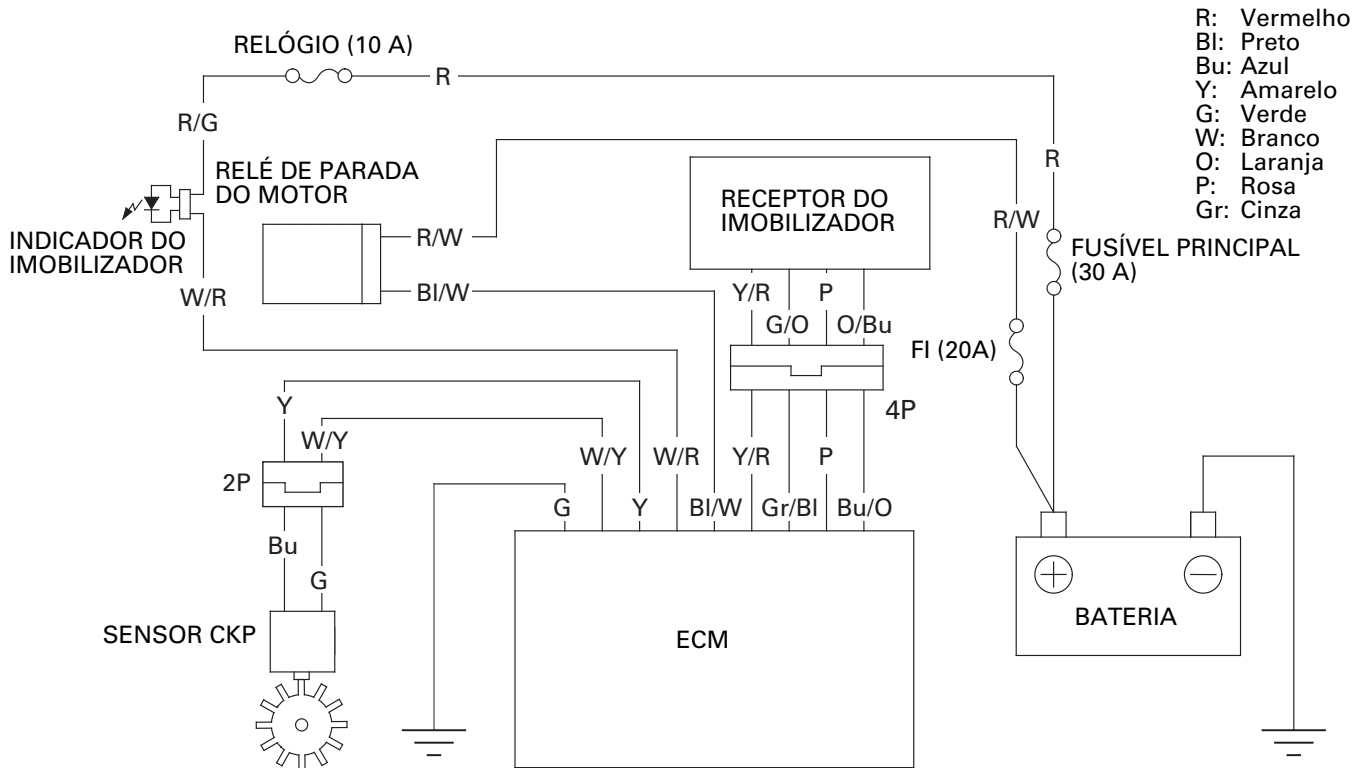 R: Vermelho
Bl: Preto
Bu: Azul
Y: Amarelo
G: Verde
W: Branco
O: Laranja
P: Rosa
Gr: Cinza
RELÓGIO (10 A)
R
R/G
R
RELÉ DE PARADA
DO MOTOR
RECEPTOR DO
IMOBILIZADOR
R/W
R/W
INDICADOR DO
IMOBILIZADOR
FUSÍVEL PRINCIPAL
(30 A)
W/R
Bl/W
Y/R
P
G/O
O/Bu
FI (20A)
4P
Y
W/Y
W/Y
W/R
Y/R
P
2P
G
Y
Bl/W
Gr/Bl
Bu/O
Bu
G
SENSOR CKP
ECM
BATERIA